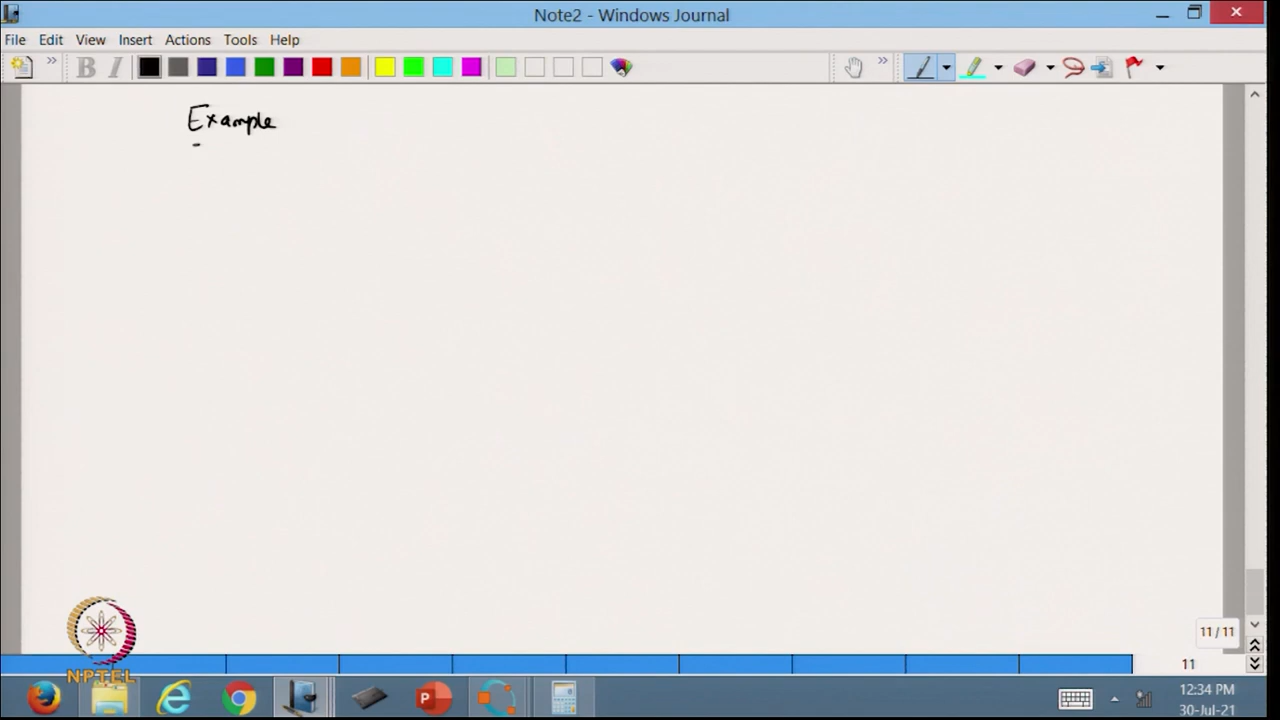 Note2 - Windows Journal
File Edit View Insert Actions Tools Help
B I
Example
NPTEL
11 / 11
11
12:34 PM
30-Jul-21